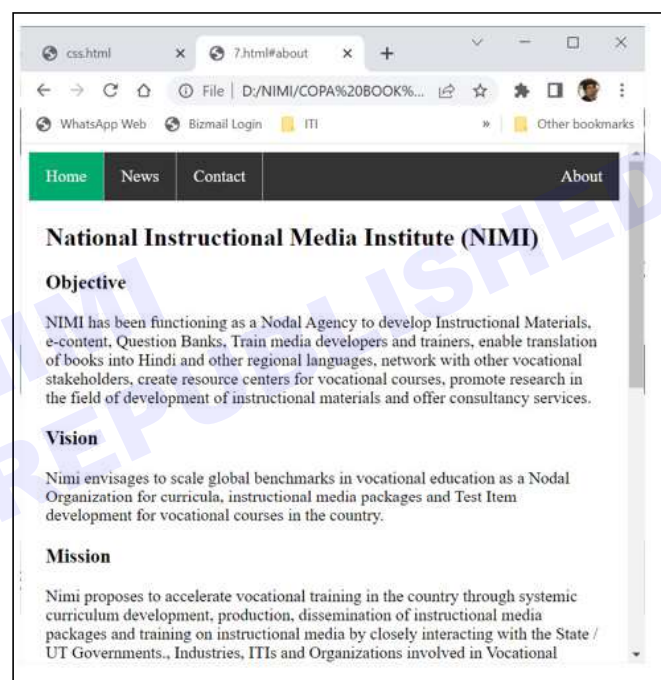 css.html
7.html#about
File | D:/NIMI/COPA%20BOOK%...
WhatsApp Web Bizmail Login ITI » Other bookmarks
Home News Contact About
National Instructional Media Institute (NIMI)
Objective
NIMI has been functioning as a Nodal Agency to develop Instructional Materials,
e-content, Question Banks, Train media developers and trainers, enable translation
of books into Hindi and other regional languages, network with other vocational
stakeholders, create resource centers for vocational courses, promote research in
the field of development of instructional materials and offer consultancy services.
Vision
Nimi envisages to scale global benchmarks in vocational education as a Nodal
Organization for curricula, instructional media packages and Test Item
development for vocational courses in the country.
Mission
Nimi proposes to accelerate vocational training in the country through systemic
curriculum development, production, dissemination of instructional media
packages and training on instructional media by closely interacting with the State /
UT Governments., Industries, ITIs and Organizations involved in Vocational
NIMI
REPUBLISHED